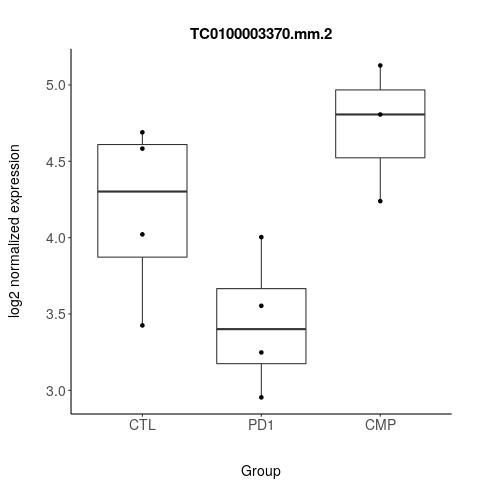 TC0100003370.mm.2
log2 normalized expression
5.0
4.5
4.0
3.5
3.0
CTL
PD1
CMP
Group